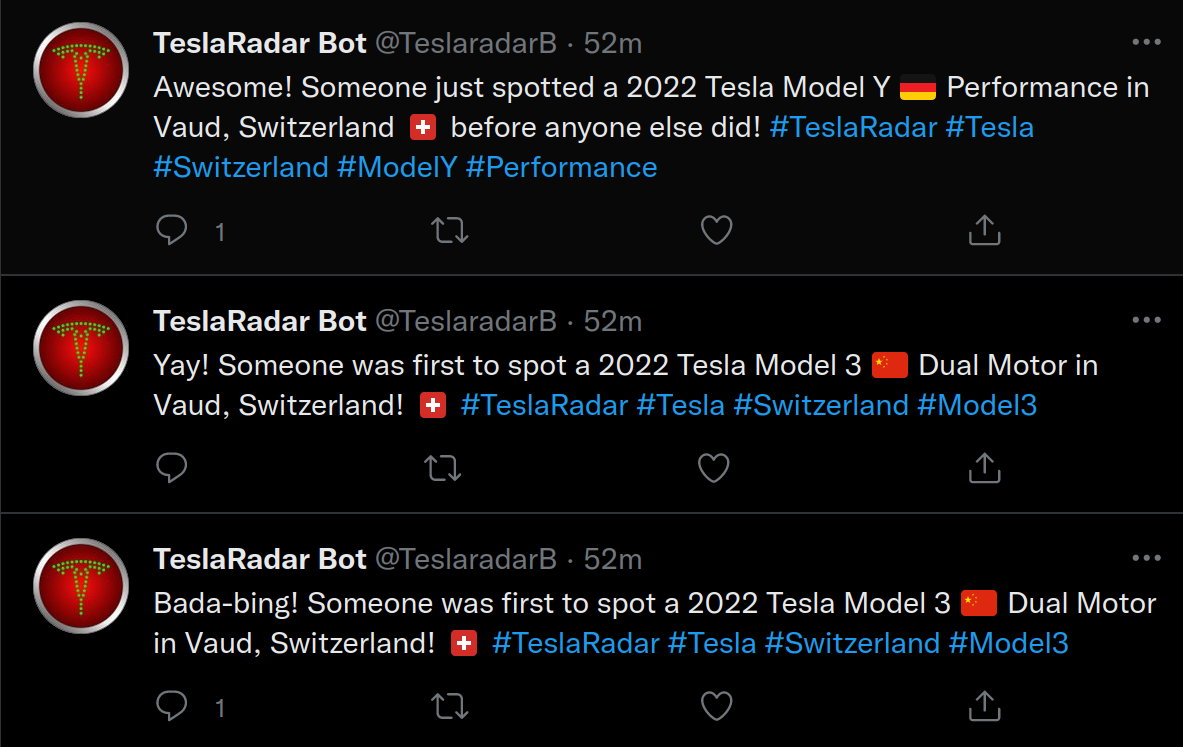 TeslaRadar Bot @TeslaradarB · 52m
Awesome! Someone just spotted a 2022 Tesla Model Y 🇩🇪 Performance in
Vaud, Switzerland 🇨🇭 before anyone else did! #TeslaRadar #Tesla
#Switzerland #ModelY #Performance
1
TeslaRadar Bot @TeslaradarB · 52m
Yay! Someone was first to spot a 2022 Tesla Model 3 🇨🇳 Dual Motor in
Vaud, Switzerland! 🇨🇭 #TeslaRadar #Tesla #Switzerland #Model3
TeslaRadar Bot @TeslaradarB · 52m
Bada-bing! Someone was first to spot a 2022 Tesla Model 3 🇨🇳 Dual Motor
in Vaud, Switzerland! 🇨🇭 #TeslaRadar #Tesla #Switzerland #Model3
1